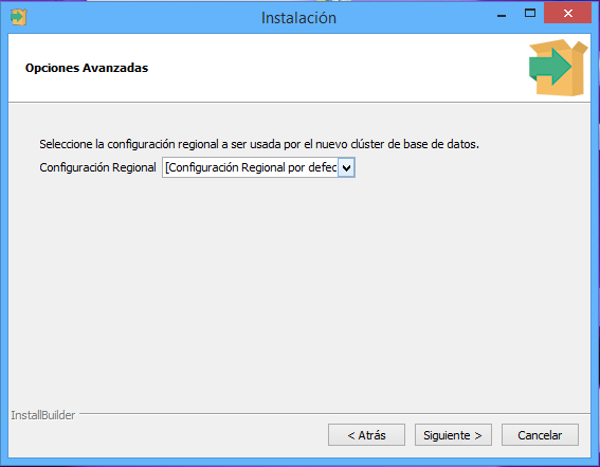 Instalación
Opciones Avanzadas
Seleccione la configuración regional a ser usada por el nuevo clúster de base de datos.
Configuración Regional [Configuración Regional por defec
InstallBuilder
< Atrás Siguiente > Cancelar